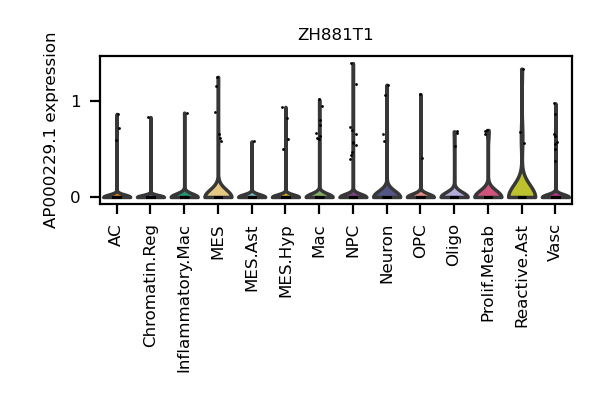 ZH881T1
AP000229.1 expression
1
0
AC
Chromatin.Reg
Inflammatory.Mac
MES
MES.Ast
MES.Hyp
Mac
NPC
Neuron
OPC
Oligo
Prolif.Metab
Reactive.Ast
Vasc